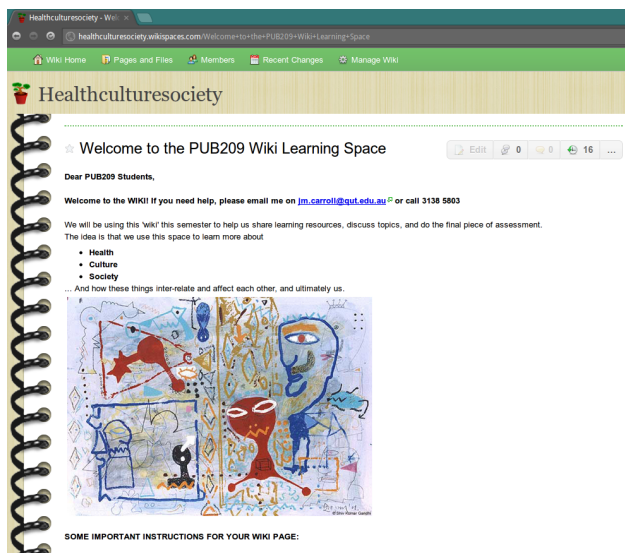 Healthculturesociety - Wel
healthculturesociety.wikispaces.com/Welcome+to+the+PUB209+Wiki+Learning+Space
Wiki Home Pages and Files Members Recent Changes Manage Wiki
Healthculturesociety
Welcome to the PUB209 Wiki Learning Space
Edit 0 0 16 ...
Dear PUB209 Students,
Welcome to the WIKI! If you need help, please email me on jm.carroll@qut.edu.au or call 3138 5803
We will be using this 'wiki' this semester to help us share learning resources, discuss topics, and do the final piece of assessment.
The idea is that we use this space to learn more about
Health
Culture
Society
... And how these things inter-relate and affect each other, and ultimately us.
SOME IMPORTANT INSTRUCTIONS FOR YOUR WIKI PAGE: